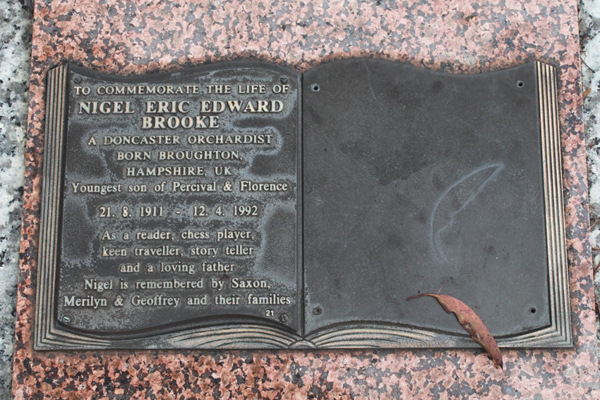 TO COMMEMORATE THE LIFE OF
NIGEL ERIC EDWARD
BROOKE
A DONCASTER ORCHARDIST
BORN BROUGHTON,
HAMPSHIRE, UK
Youngest son of Percival & Florence
21. 8. 1911 - 12. 4. 1992
As a reader, chess player,
keen traveller, story teller
and a loving father
Nigel is remembered by Saxon,
Merilyn & Geoffrey and their families
21